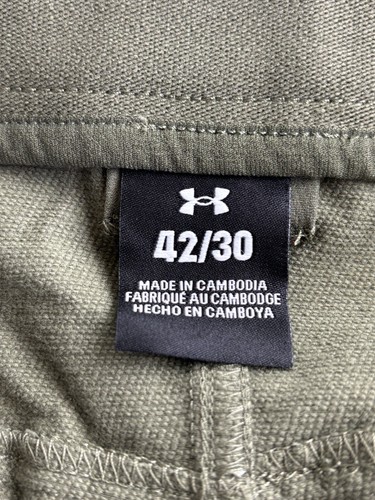 42/30
MADE IN CAMBODIA
FABRIQUÉ AU CAMBODGE
HECHO EN CAMBOYA